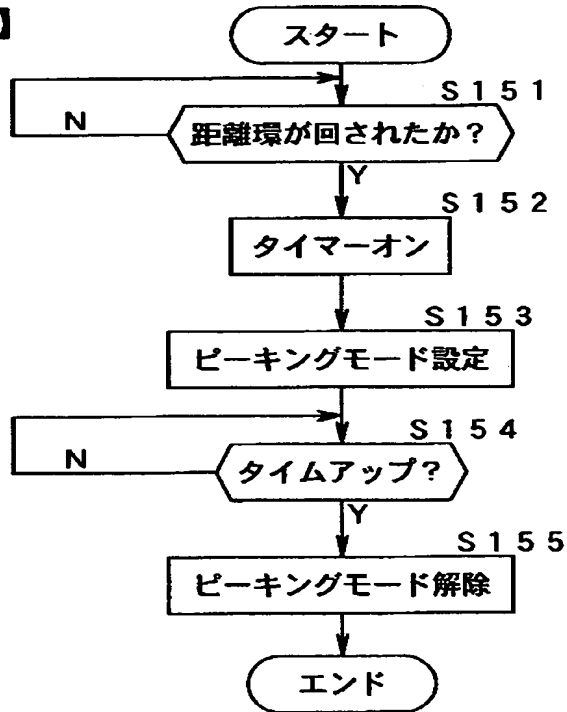 】
スタート
S151
N
距離環が回されたか？
Y
S152
タイマーオン
S153
ピーキングモード設定
S154
N
タイムアップ？
Y
S155
ピーキングモード解除
エンド